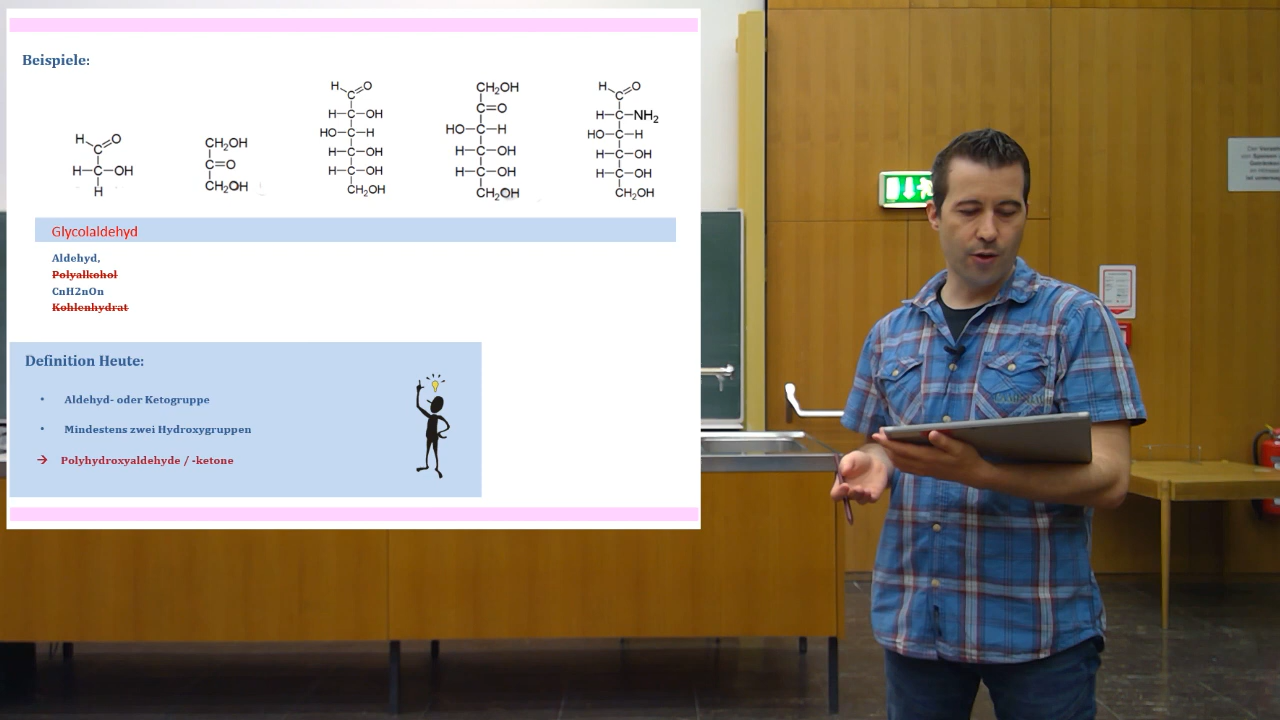 Beispiele:
H O
C
H—C—OH
H
CH₂OH
C=O
CH₂OH
H O
C
H—C—OH
HO—C—H
H—C—OH
H—C—OH
CH₂OH
CH₂OH
C=O
HO—C—H
H—C—OH
H—C—OH
CH₂OH
H O
C
H—C—NH₂
HO—C—H
H—C—OH
H—C—OH
CH₂OH
Glycolaldehyd
Aldehyd,
Polyalkohol
CnH2nOn
Kohlenhydrat
Definition Heute:
• Aldehyd- oder Ketogruppe
• Mindestens zwei Hydroxygruppen
→ Polyhydroxyaldehyde / -ketone